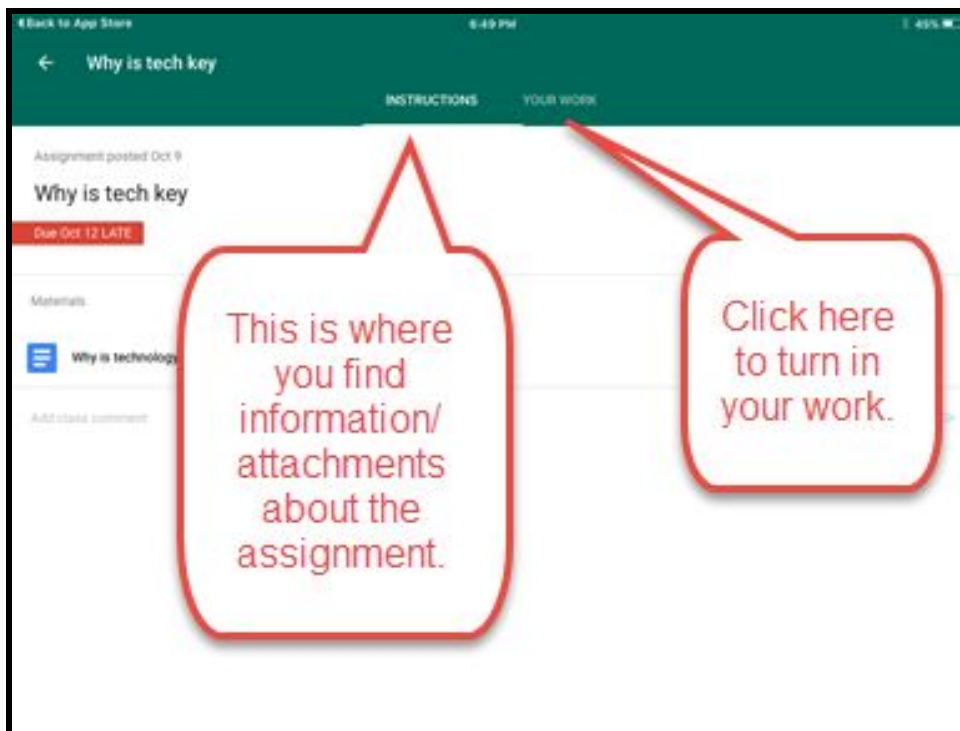 Back to App Store 6:49 PM 49%
Why is tech key
INSTRUCTIONS YOUR WORK
Assignment posted Oct 9
Why is tech key
Due Oct 12 LATE
Materials
Why is technology
Add class comment
This is where
you find
information/
attachments
about the
assignment.
Click here
to turn in
your work.